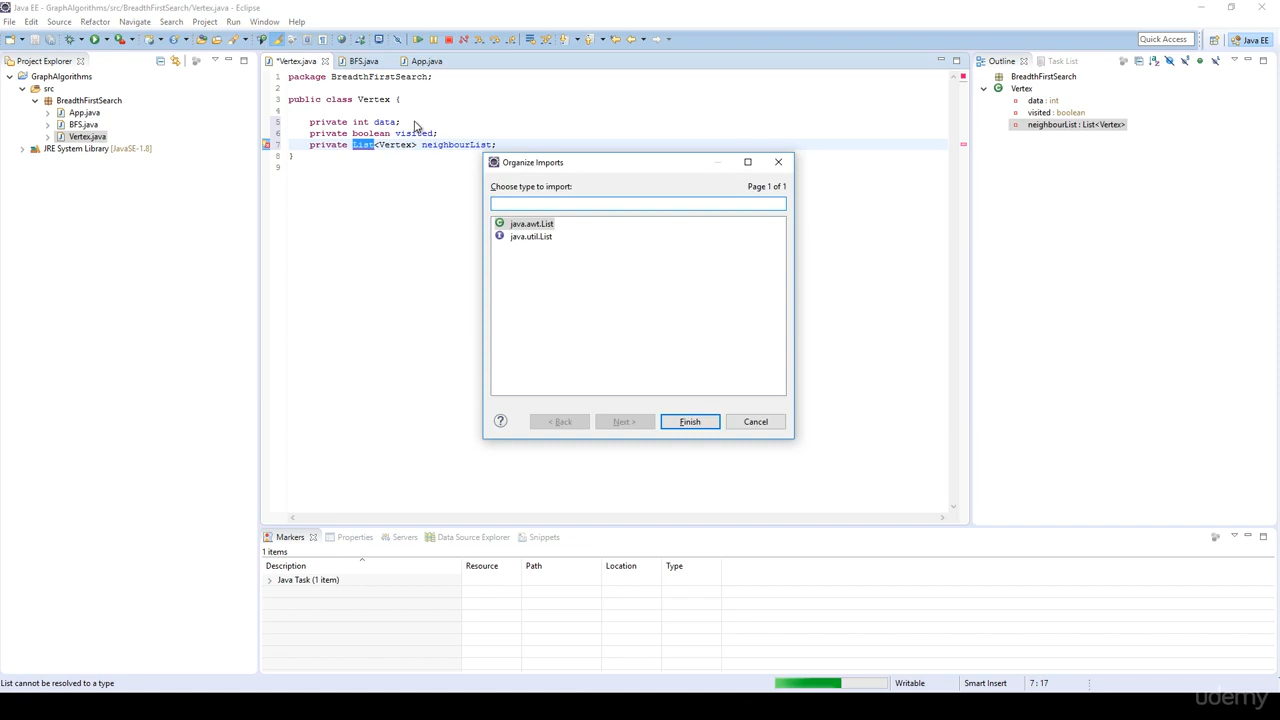 Java EE - GraphAlgorithms/src/BreadthFirstSearch/Vertex.java - Eclipse
File Edit Source Refactor Navigate Search Project Run Window Help
Quick Access
Java EE
Project Explorer
*Vertex.java
BFS.java
App.java
Outline
Task List
GraphAlgorithms
src
BreadthFirstSearch
App.java
BFS.java
Vertex.java
JRE System Library [JavaSE-1.8]
1 package BreadthFirstSearch;
2
3 public class Vertex {
4
5 private int data;
6 private boolean visited;
7 private List<Vertex> neighbourList;
8 }
9
BreadthFirstSearch
Vertex
data : int
visited : boolean
neighbourList : List<Vertex>
Organize Imports
Choose type to import:
Page 1 of 1
java.awt.List
java.util.List
< Back
Next >
Finish
Cancel
Markers
Properties
Servers
Data Source Explorer
Snippets
1 items
Description
Resource
Path
Location
Type
Java Task (1 item)
List cannot be resolved to a type
Writable
Smart Insert
7 : 17
udemy